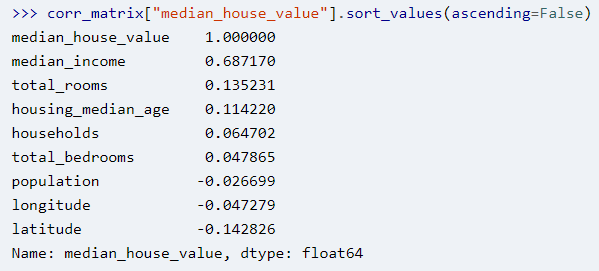 >>> corr_matrix["median_house_value"].sort_values(ascending=False)
median_house_value    1.000000
median_income         0.687170
total_rooms           0.135231
housing_median_age    0.114220
households            0.064702
total_bedrooms        0.047865
population           -0.026699
longitude            -0.047279
latitude             -0.142826
Name: median_house_value, dtype: float64